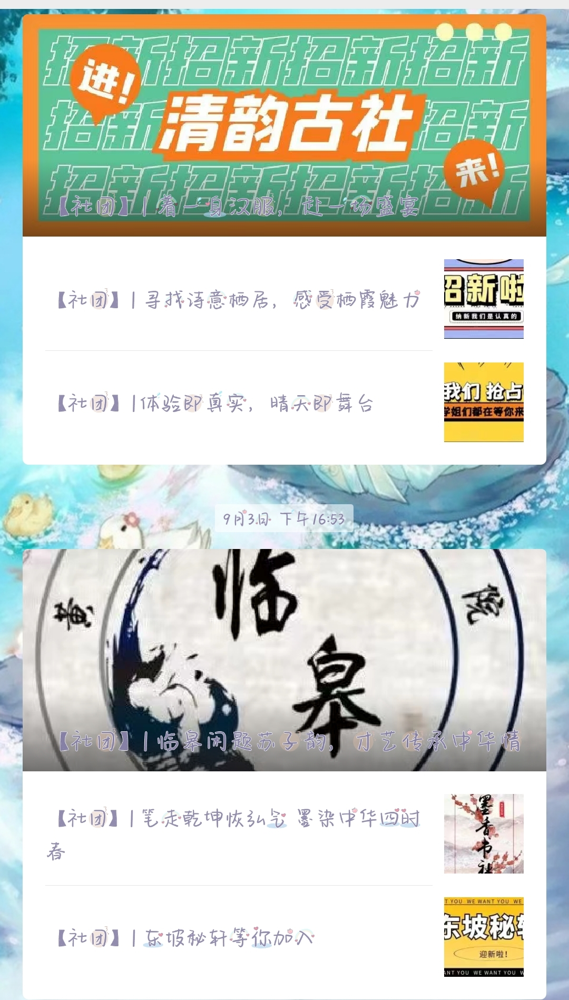 招新招新招新招新
进！
招新 招新
清韵古社
来！
招新招新招新招新
【社团】| 着一身汉服，赴一场盛宴
【社团】| 寻找诗意栖居，感受栖霞魅力
招新啦
纳新我们是认真的
【社团】|体验即真实，晴天即舞台
我们 抢占
学姐们都在等你来
9月3日 下午16:53
临
皋
黄
【社团】| 临皋闲题苏子韵，才艺传承中华情
【社团】| 笔走乾坤恢弘气 墨染中华四时
春
墨香书社
【社团】| 东坡秘轩等你加入
T YOU WE WANT YOU WE
东坡秘轩
迎新啦！
ANT YOU WE WANT YOU W